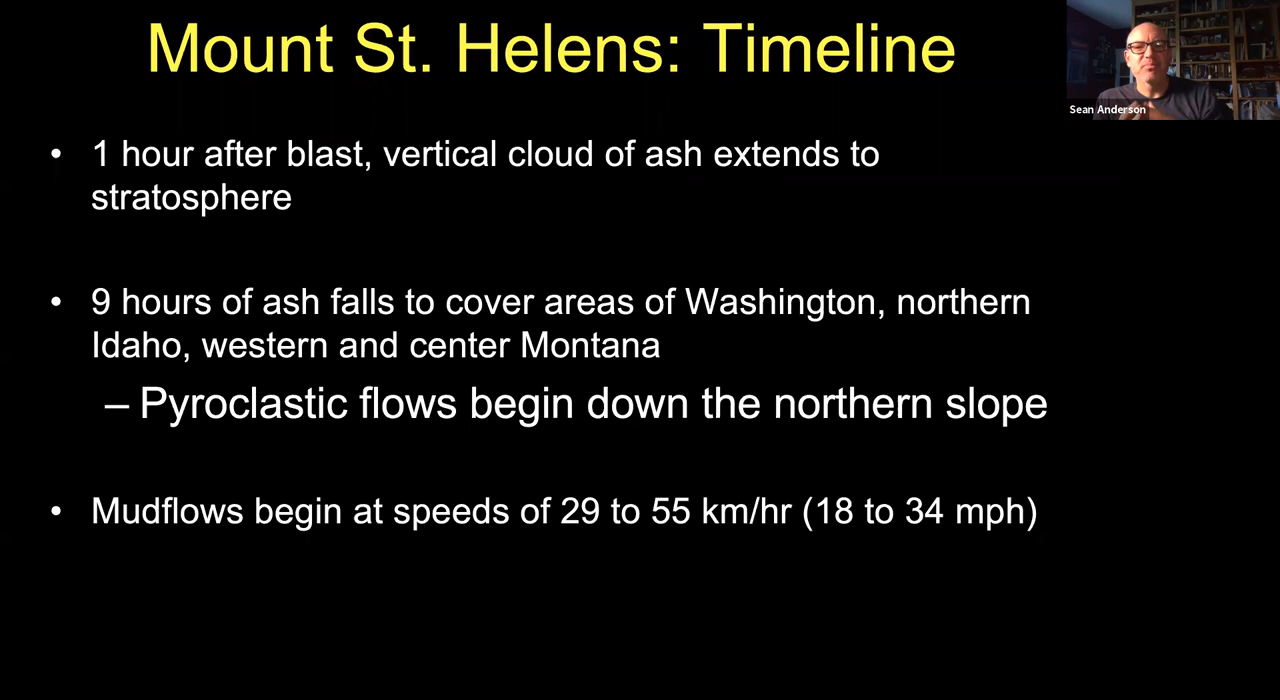 Mount St. Helens: Timeline
Sean Anderson
• 1 hour after blast, vertical cloud of ash extends to
stratosphere
• 9 hours of ash falls to cover areas of Washington, northern
Idaho, western and center Montana
– Pyroclastic flows begin down the northern slope
• Mudflows begin at speeds of 29 to 55 km/hr (18 to 34 mph)